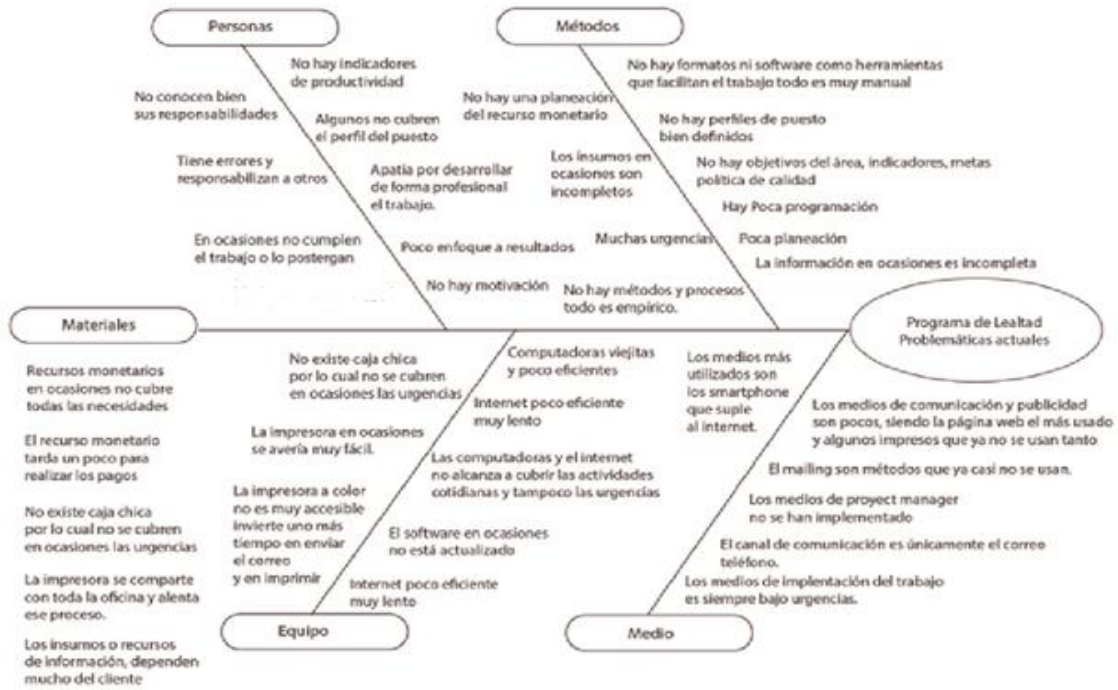 Personas
No hay indicadores
de productividad
No conocen bien
sus responsabilidades
Algunos no cubren
el perfil del puesto
Tiene errores y
responsabilizan a otros
Apatia por desarrollar
de forma profesional
el trabajo.
En ocasiones no cumplen
el trabajo o lo postergan
Poco enfoque a resultados
No hay motivación
Métodos
No hay formatos ni software como herramientas
que facilitan el trabajo todo es muy manual
No hay una planeación
del recurso monetario
No hay perfiles de puesto
bien definidos
Los insumos en
ocasiones son
incompletos
No hay objetivos del área, indicadores, metas
política de calidad
Hay Poca programación
Muchas urgencias
Poca planeación
La información en ocasiones es incompleta
No hay métodos y procesos
todo es empírico.
Programa de Lealtad
Problemáticas actuales
Materiales
Recursos monetarios
en ocasiones no cubre
todas las necesidades
El recurso monetario
tarda un poco para
realizar los pagos
No existe caja chica
por lo cual no se cubren
en ocasiones las urgencias
La impresora se comparte
con toda la oficina y alenta
ese proceso.
Los insumos o recursos
de información, dependen
mucho del cliente
No existe caja chica
por lo cual no se cubren
en ocasiones las urgencias
Computadoras viejitas
y poco eficientes
Internet poco eficiente
muy lento
La impresora en ocasiones
se avería muy fácil.
Las computadoras y el internet
no alcanza a cubrir las actividades
cotidianas y tampoco las urgencias
La impresora a color
no es muy accesible
invierte uno más
tiempo en enviar
el correo
y en imprimir
El software en ocasiones
no está actualizado
Internet poco eficiente
muy lento
Equipo
Los medios más
utilizados son
los smartphone
que suple
al internet.
Los medios de comunicación y publicidad
son pocos, siendo la página web el más usado
y algunos impresos que ya no se usan tanto
El mailing son métodos que ya casi no se usan.
Los medios de proyect manager
no se han implementado
El canal de comunicación es únicamente el correo
teléfono.
Los medios de implentación del trabajo
es siempre bajo urgencias.
Medio